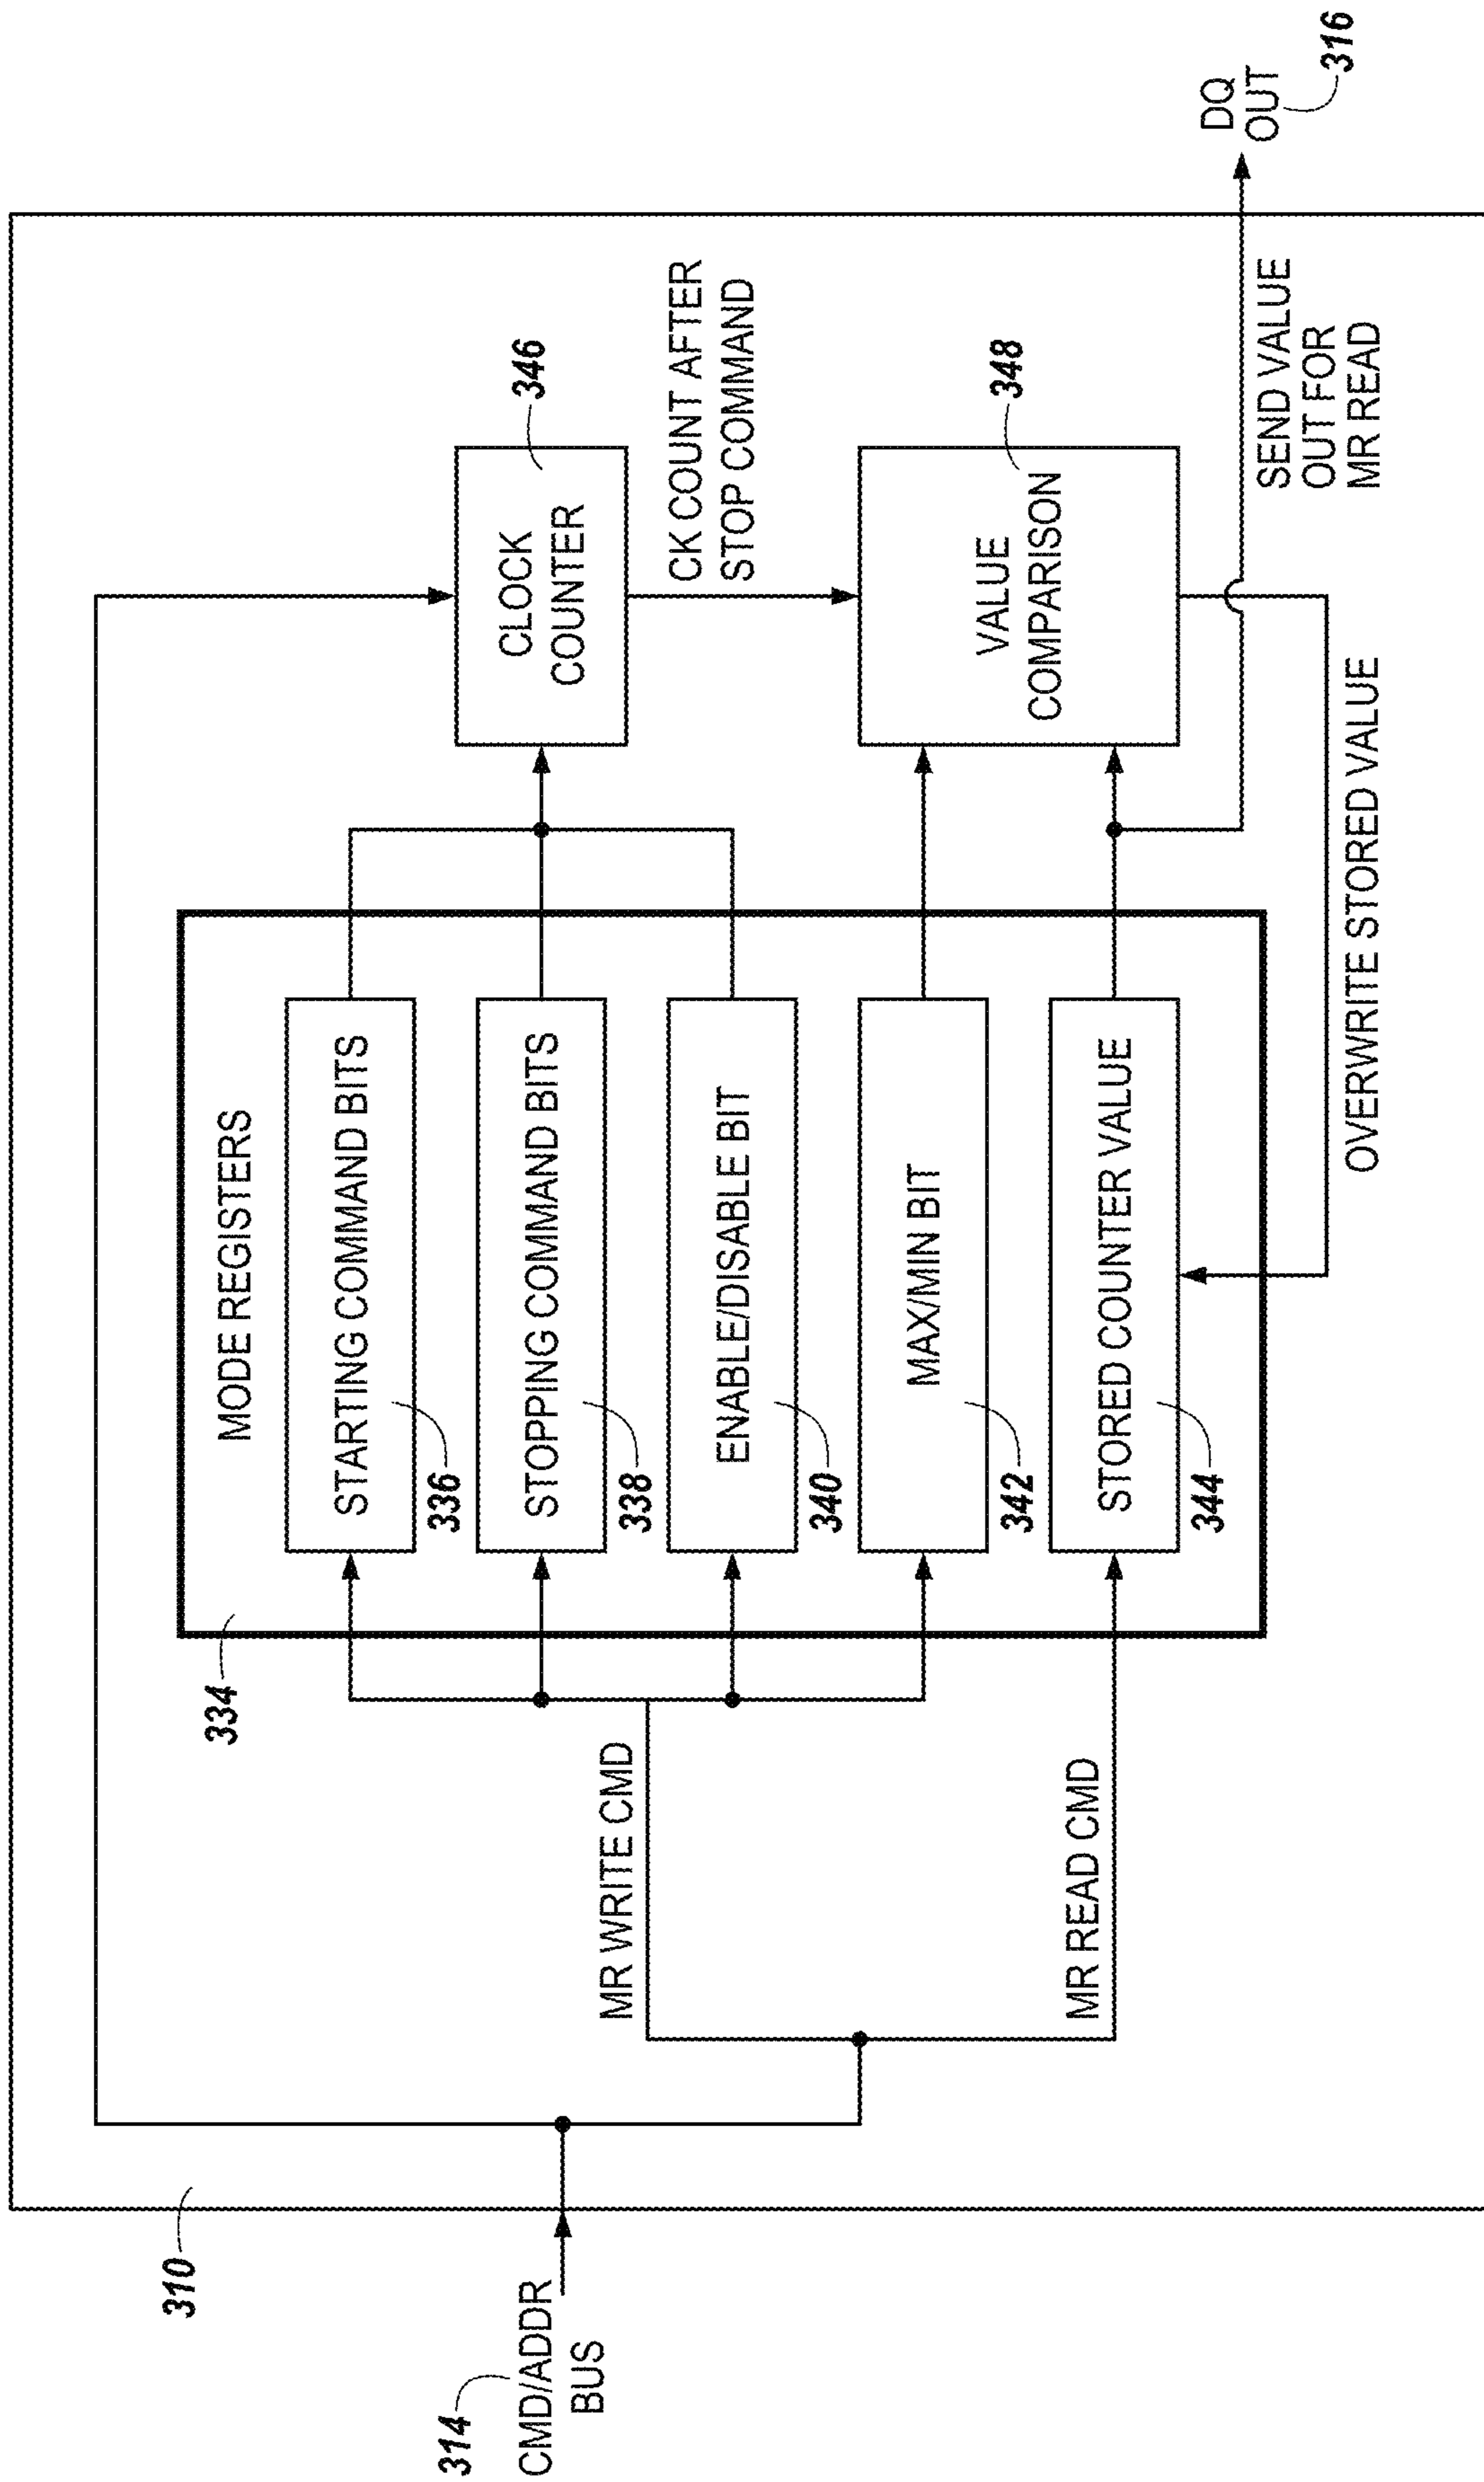 310
314
CMD/ADDR
BUS
MR WRITE CMD
MR READ CMD
334
MODE REGISTERS
STARTING COMMAND BITS
336
STOPPING COMMAND BITS
338
ENABLE/DISABLE BIT
340
MAX/MIN BIT
342
STORED COUNTER VALUE
344
CLOCK
COUNTER
346
CK COUNT AFTER
STOP COMMAND
VALUE
COMPARISON
348
OVERWRITE STORED VALUE
SEND VALUE
OUT FOR
MR READ
DQ
OUT
316